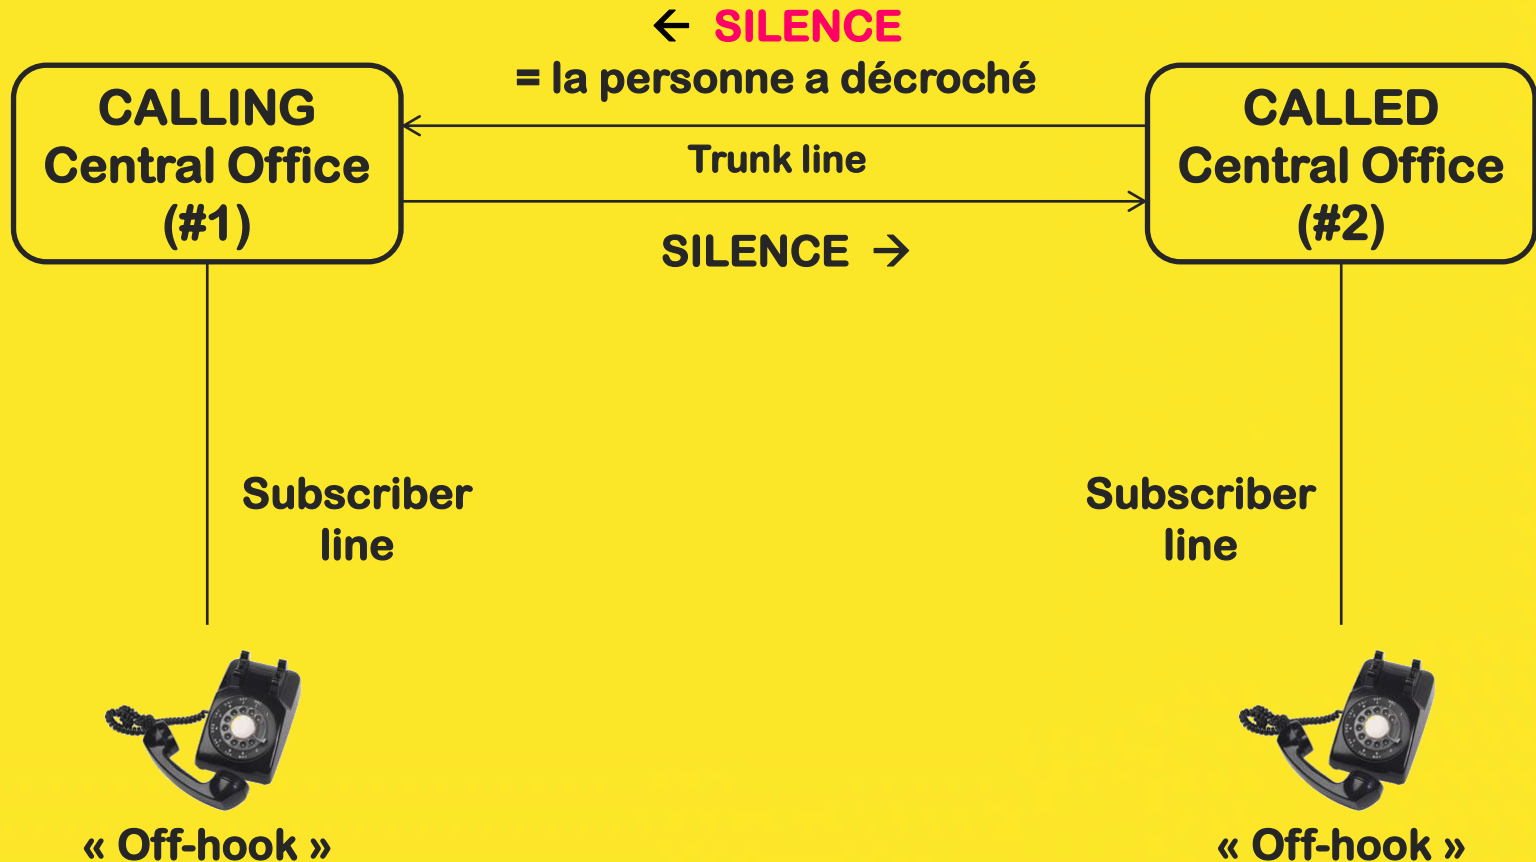 ← SILENCE
= la personne a décroché
CALLING
Central Office
(#1)
Trunk line
SILENCE →
CALLED
Central Office
(#2)
Subscriber
line
Subscriber
line
« Off-hook »
« Off-hook »